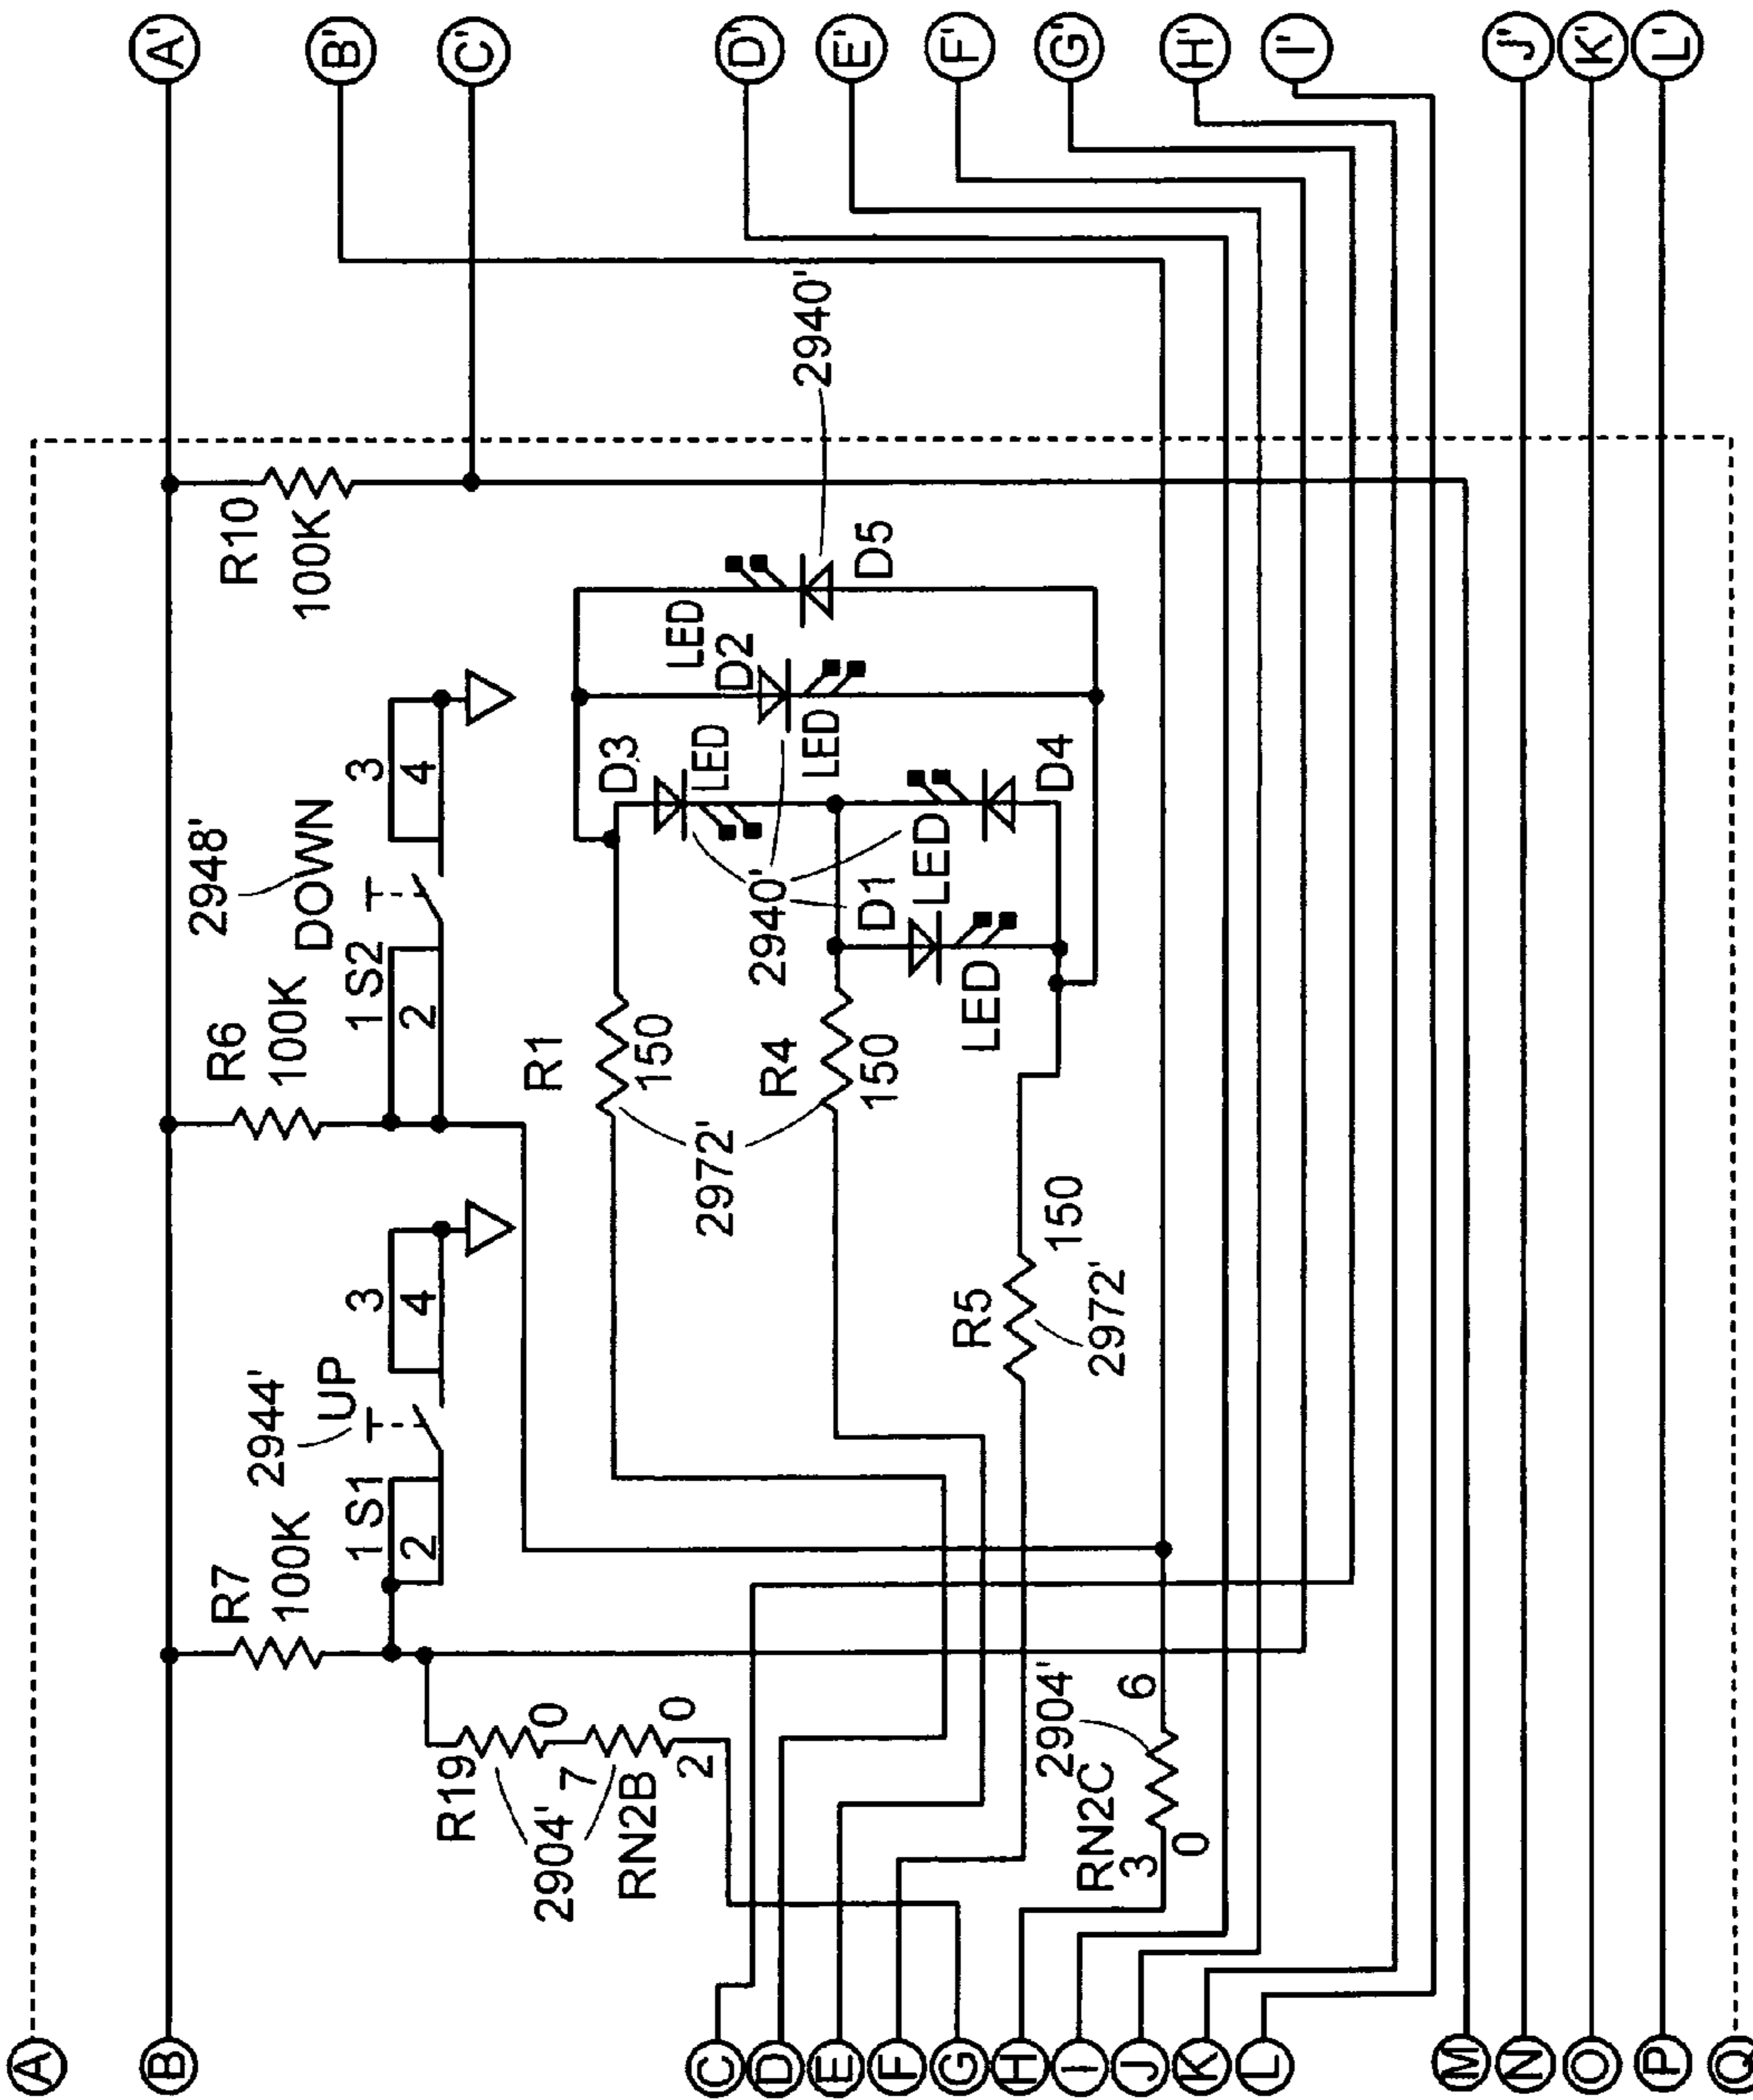 A'
B'
C'
D'
E'
F'
G'
H'
I'
J'
K'
L'
R10
100K
2940'
D5
LED
D2
LED
D3
LED
D4
LED
2940'
D1
LED
2948'
DOWN
3
4
1 S2
2
R6
100K
R1
150
R4
150
2972'
R5
150
2972'
2944'
UP
3
4
1 S1
2
R7
100K
R19
0
7
0
2904'
RN2B
2
2904'
6
RN2C
3
0
A
B
C
D
E
F
G
H
I
J
K
L
M
N
O
P
Q